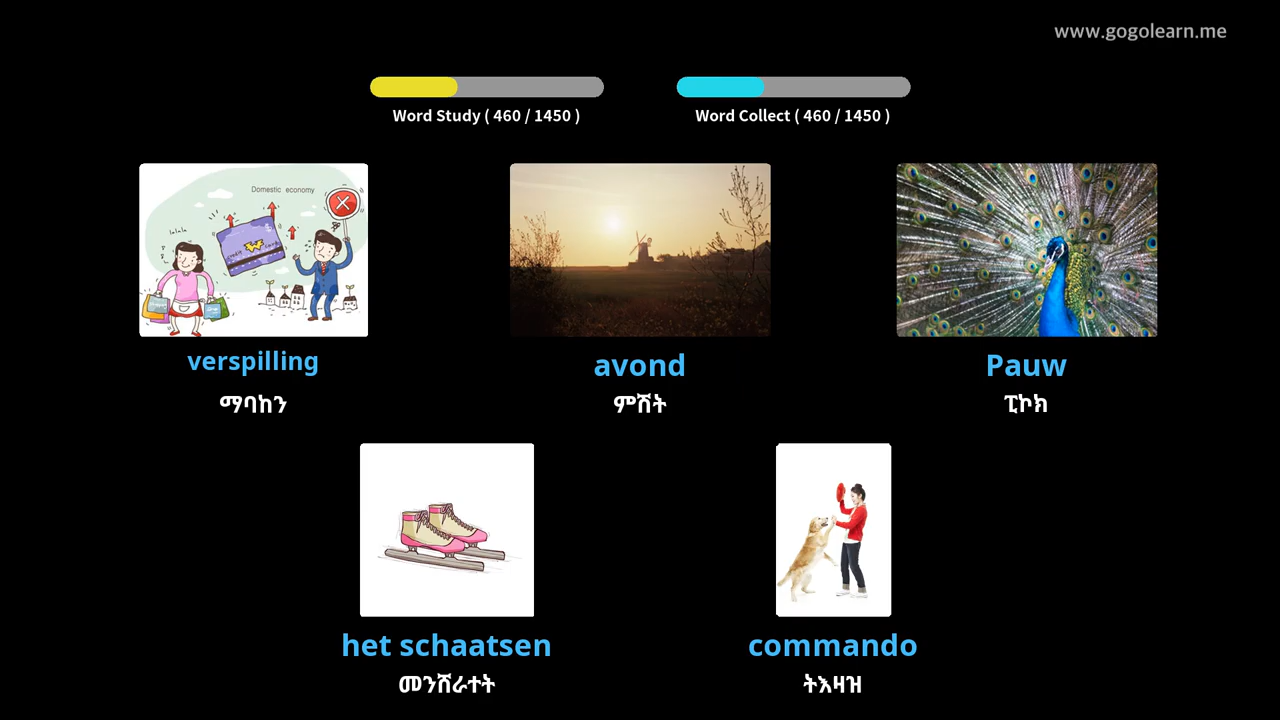 www.gogolearn.me
Word Study ( 460 / 1450 )
Word Collect ( 460 / 1450 )
Domestic economy
lalala
verspilling
ማባከን
avond
ምሽት
Pauw
ፒኮክ
het schaatsen
መንሸራተት
commando
ትእዛዝ